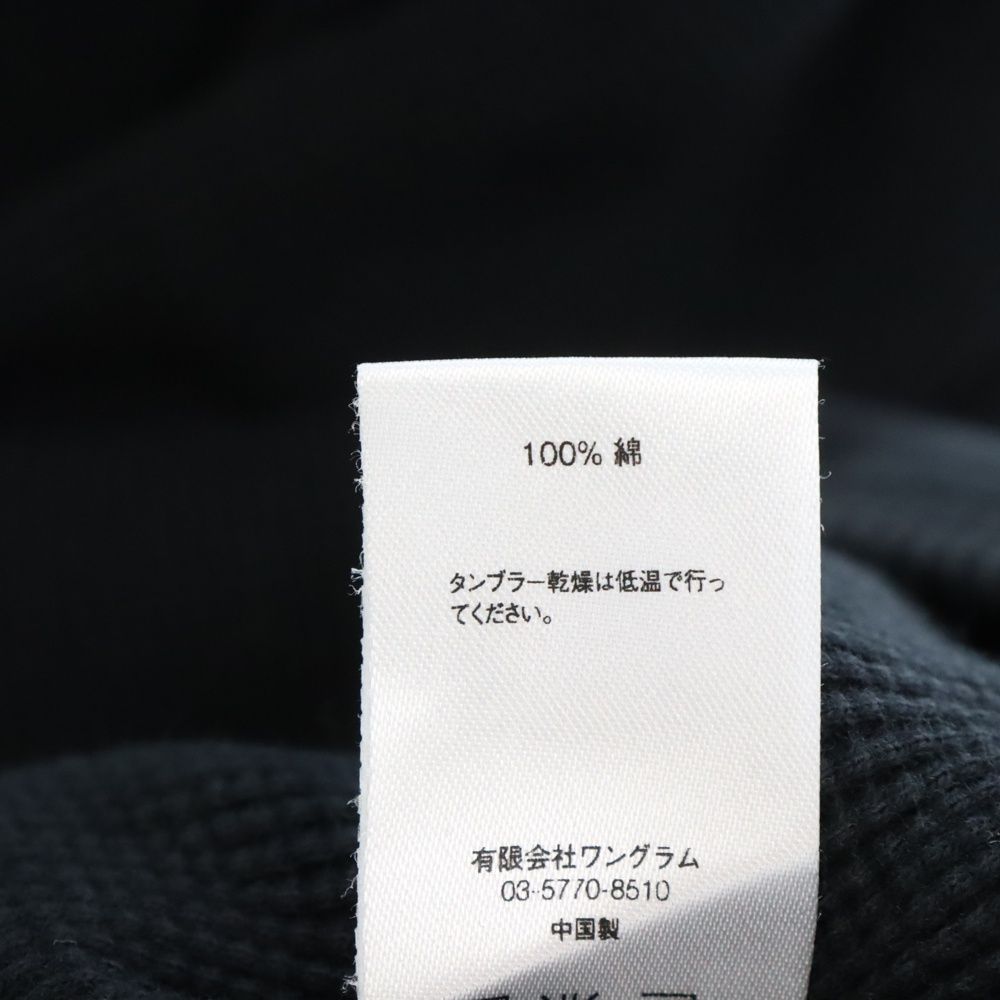 100% 綿
タンブラー乾燥は低温で行っ
てください。
有限会社ワングラム
03-5770-8510
中国製